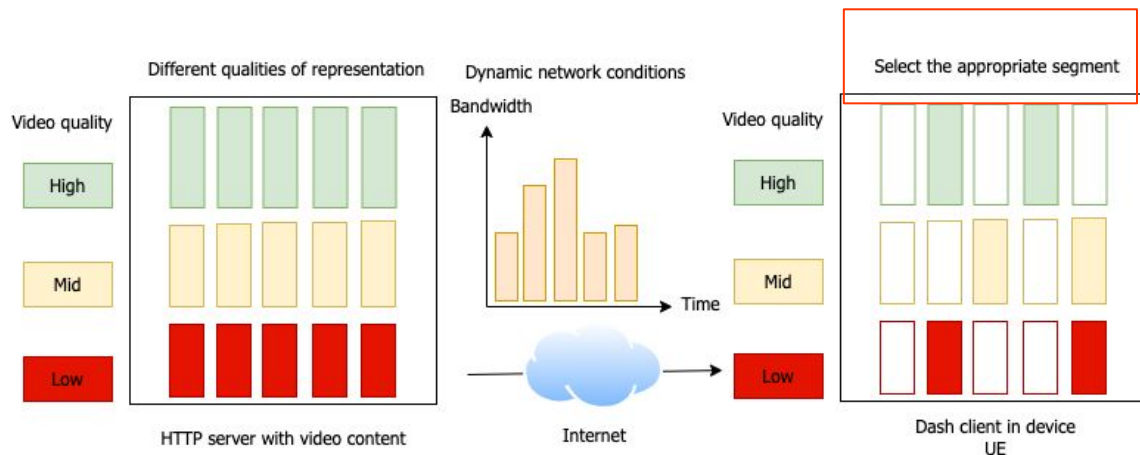 Different qualities of representation
Dynamic network conditions
Select the appropriate segment
Video quality
Bandwidth
Video quality
High
High
Mid
Mid
Time
Low
Low
HTTP server with video content
Internet
Dash client in device
UE